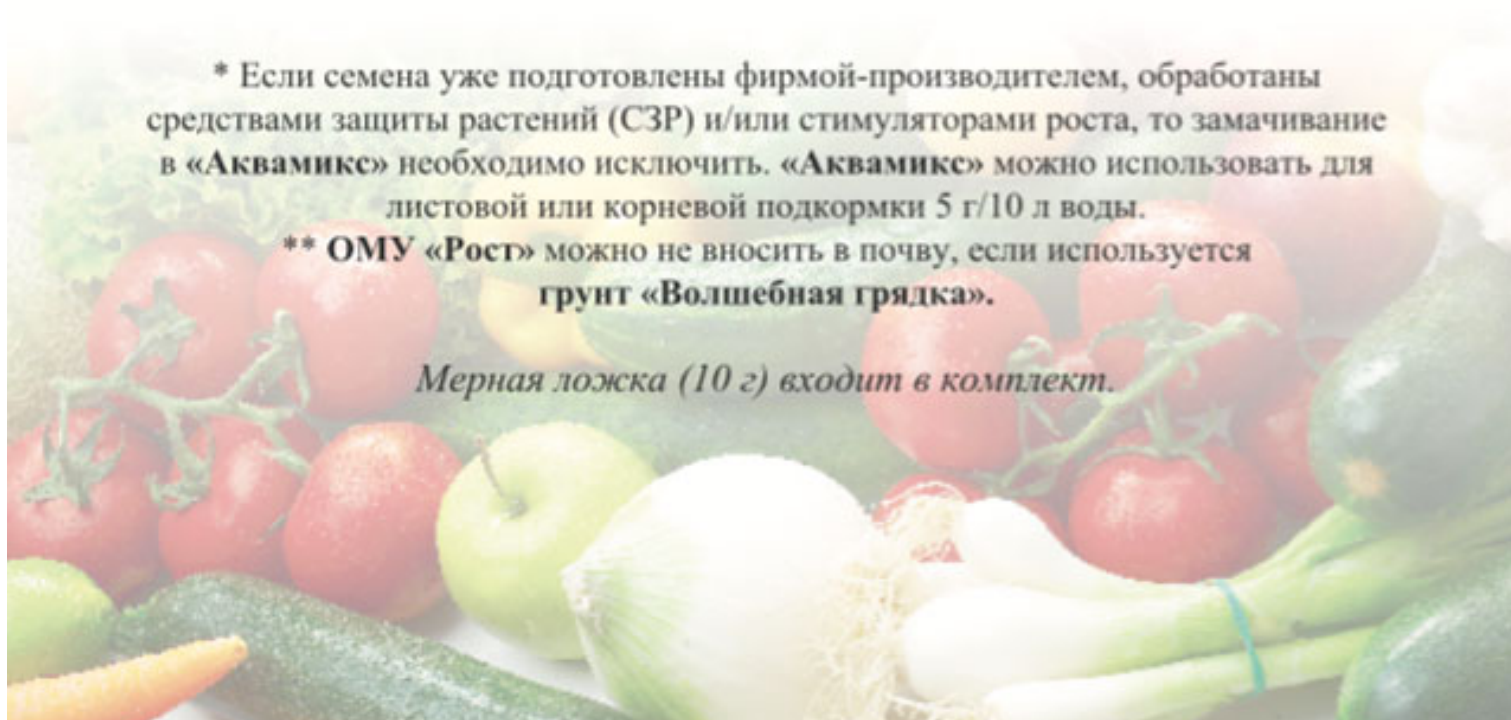 * Если семена уже подготовлены фирмой-производителем, обработаны
средствами защиты растений (СЗР) и/или стимуляторами роста, то замачивание
в «Аквамикс» необходимо исключить. «Аквамикс» можно использовать для
листовой или корневой подкормки 5 г/10 л воды.
** ОМУ «Рост» можно не вносить в почву, если используется
грунт «Волшебная грядка».
Мерная ложка (10 г) входит в комплект.